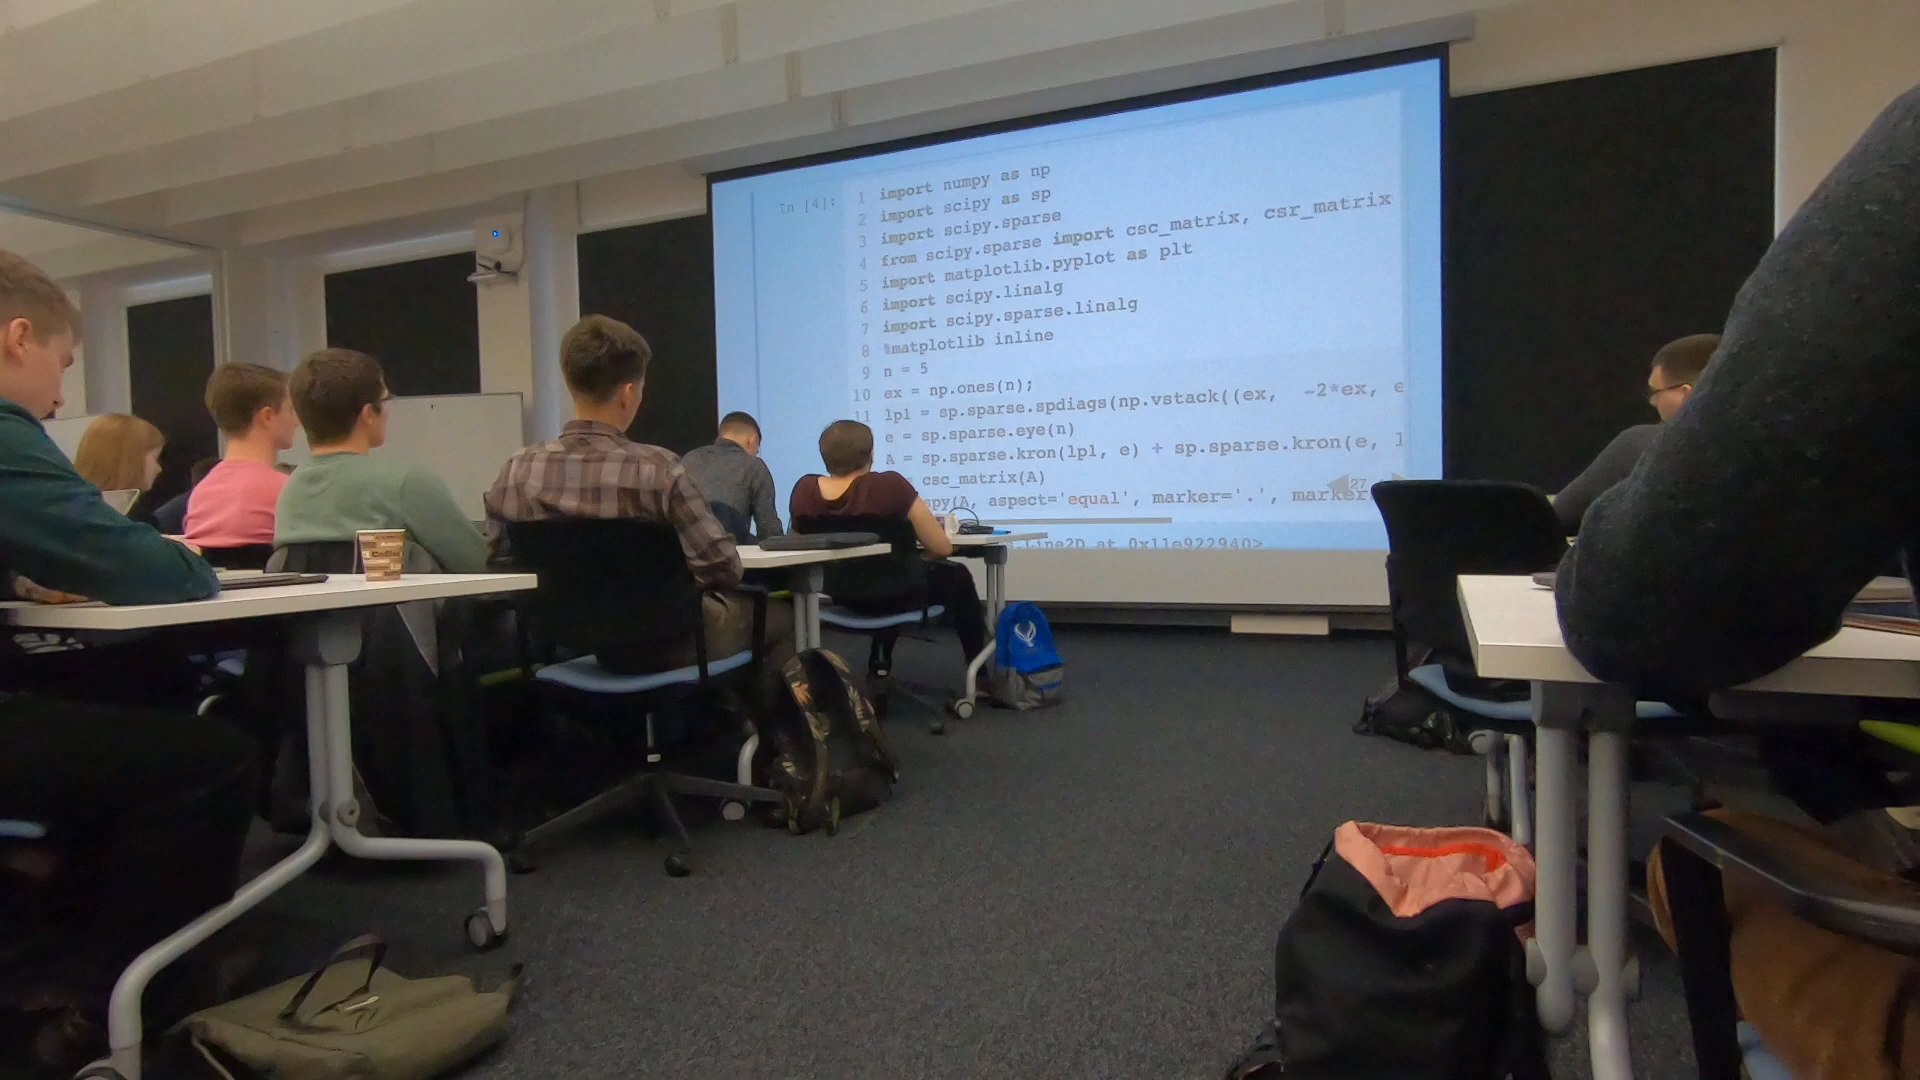 In [4]:
1 import numpy as np
2 import scipy as sp
3 import scipy.sparse
4 from scipy.sparse import csc_matrix, csr_matrix
5 import matplotlib.pyplot as plt
6 import scipy.linalg
7 import scipy.sparse.linalg
8 %matplotlib inline
9 n = 5
10 ex = np.ones(n);
11 lp1 = sp.sparse.spdiags(np.vstack((ex, -2*ex, e
e = sp.sparse.eye(n)
A = sp.sparse.kron(lp1, e) + sp.sparse.kron(e, l
csc_matrix(A)
spy(A, aspect='equal', marker='.', marker
27
.Line2D at 0x11e922940>
Coffee